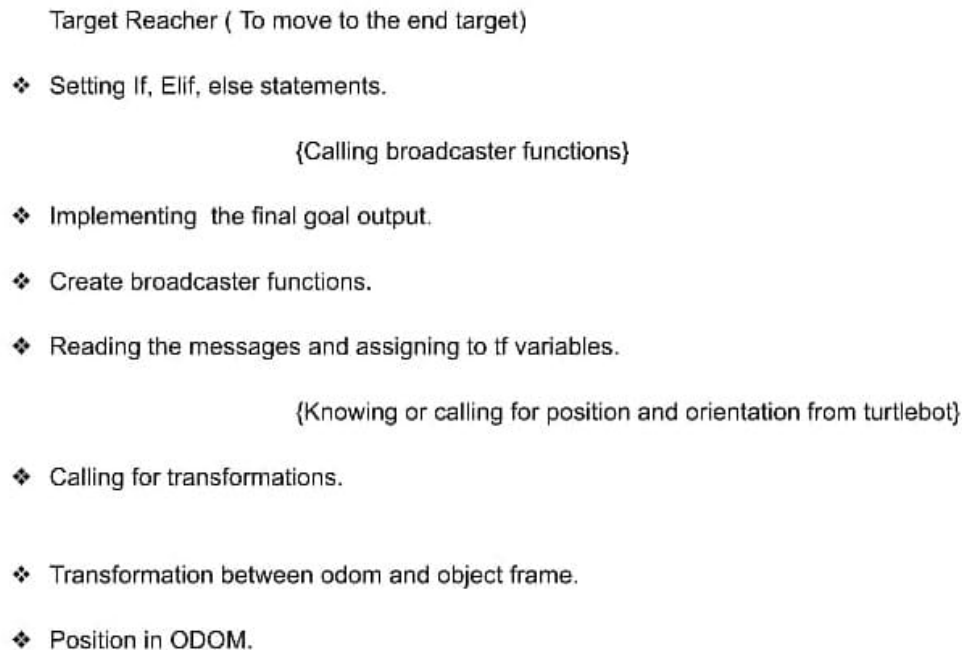 Target Reacher ( To move to the end target)
❖ Setting If, Elif, else statements.
{Calling broadcaster functions}
❖ Implementing the final goal output.
❖ Create broadcaster functions.
❖ Reading the messages and assigning to tf variables.
{Knowing or calling for position and orientation from turtlebot}
❖ Calling for transformations.
❖ Transformation between odom and object frame.
❖ Position in ODOM.